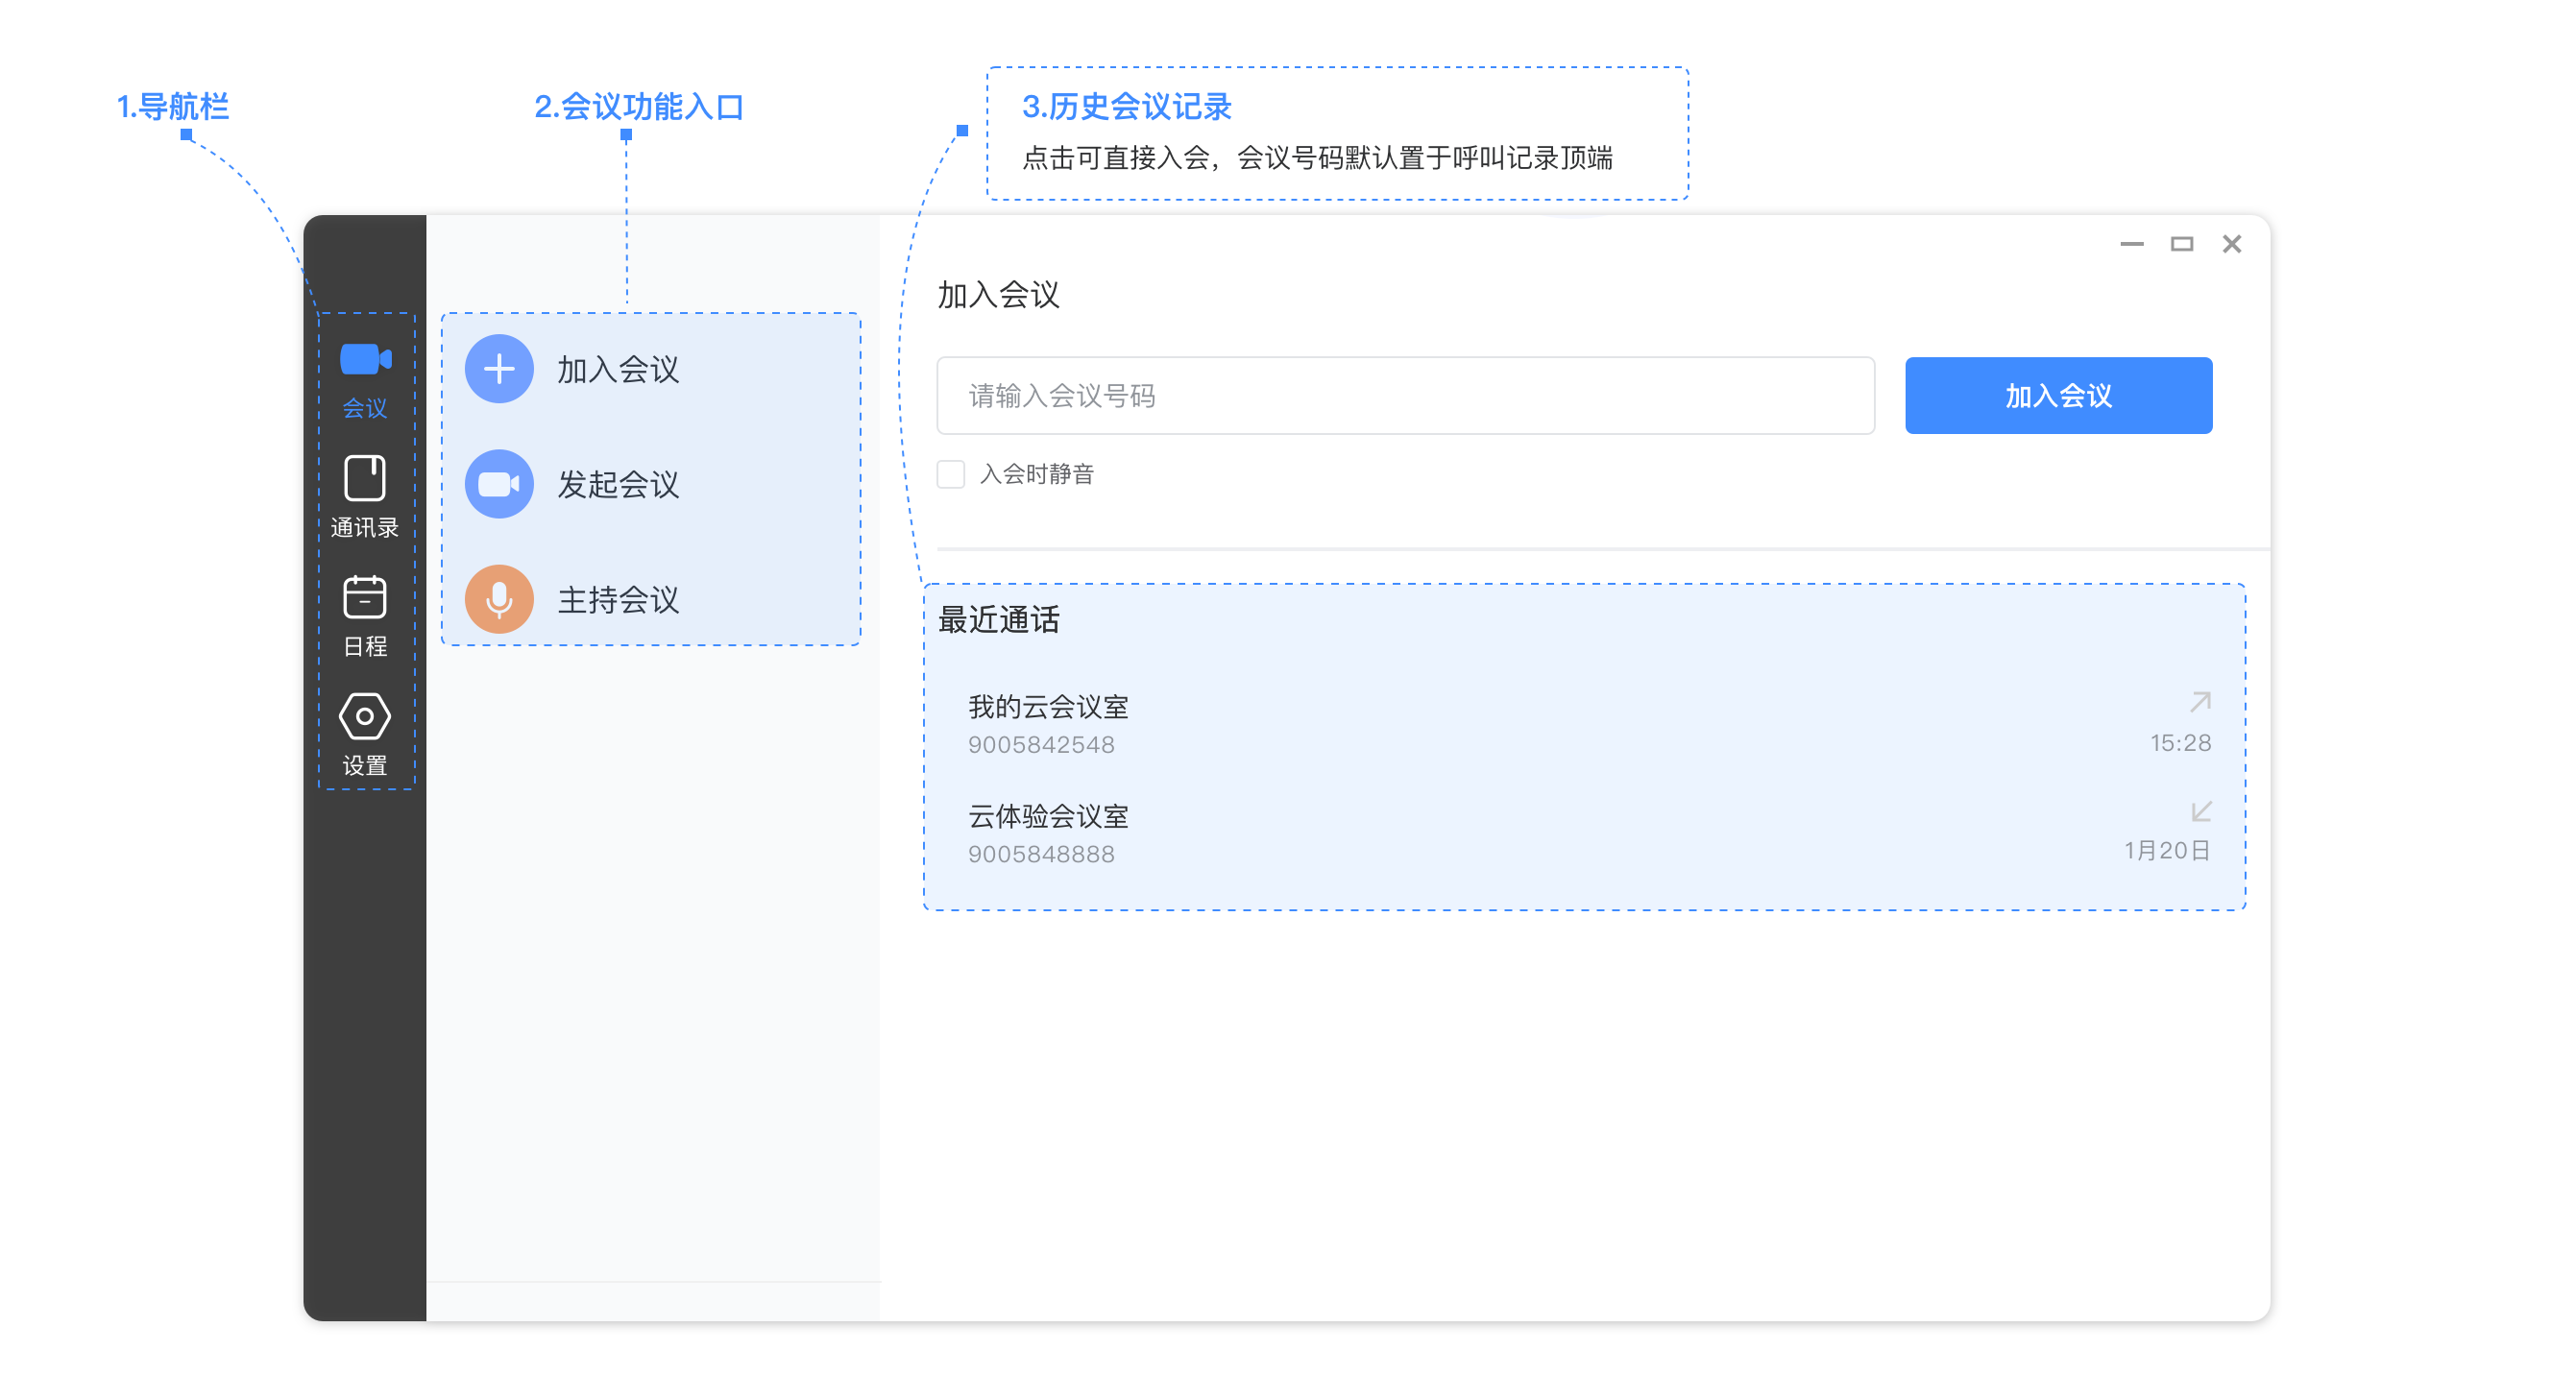 1.导航栏
2.会议功能入口
3.历史会议记录
点击可直接入会，会议号码默认置于呼叫记录顶端
会议
通讯录
日程
设置
加入会议
发起会议
主持会议
加入会议
请输入会议号码
加入会议
入会时静音
最近通话
我的云会议室
9005842548
15:28
云体验会议室
9005848888
1月20日